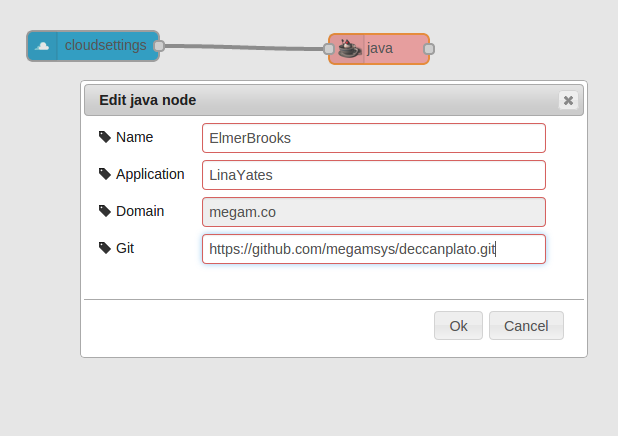 cloudsettings
java
Edit java node
Name
ElmerBrooks
Application
LinaYates
Domain
megam.co
Git
https://github.com/megamsys/deccanplato.git
Ok
Cancel